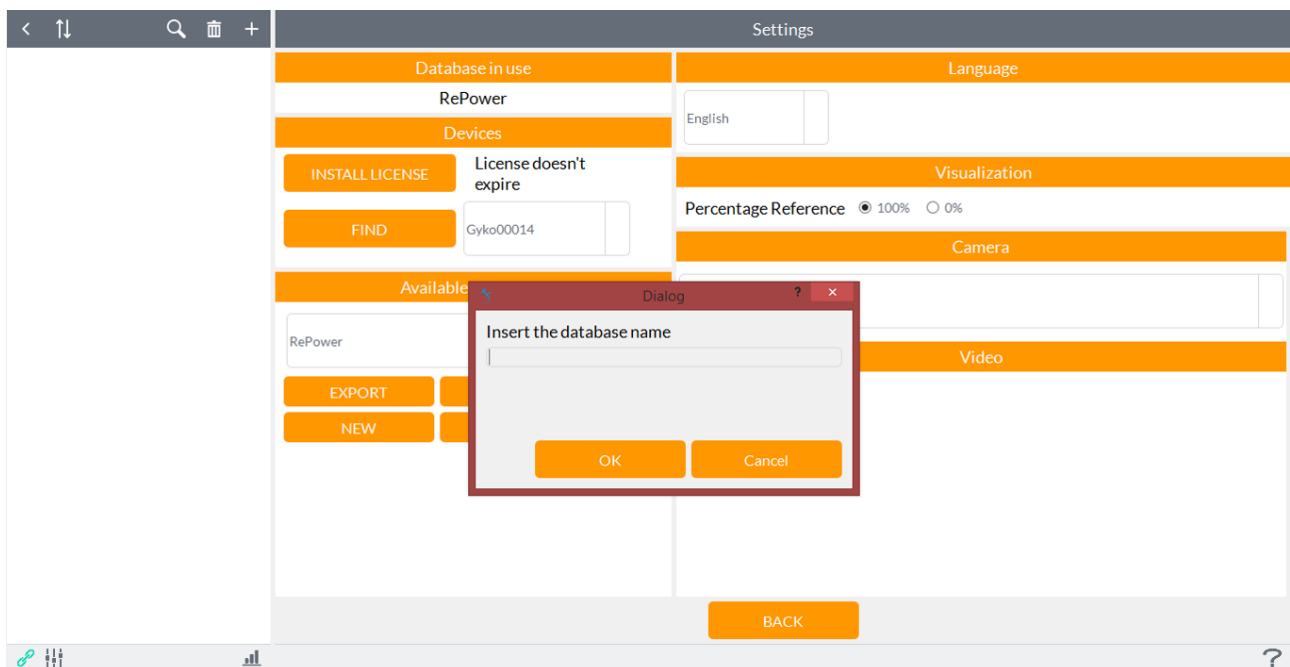 Settings
Database in use
RePower
Devices
INSTALL LICENSE
License doesn't
expire
FIND
Gyko00014
Available
RePower
EXPORT
NEW
Language
English
Visualization
Percentage Reference 100% 0%
Camera
Video
Dialog ? ×
Insert the database name
OK Cancel
BACK
?